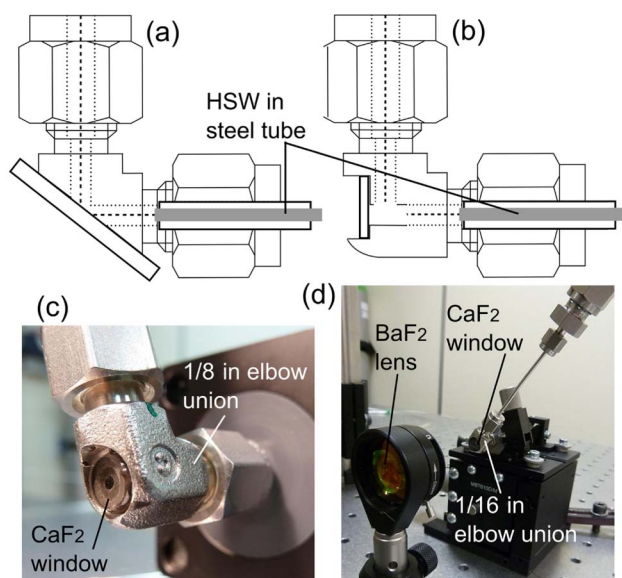 (a)
(b)
HSW in
steel tube
(c)
1/8 in elbow
union
CaF2
window
(d)
BaF2
lens
CaF2
window
1/16 in
elbow union